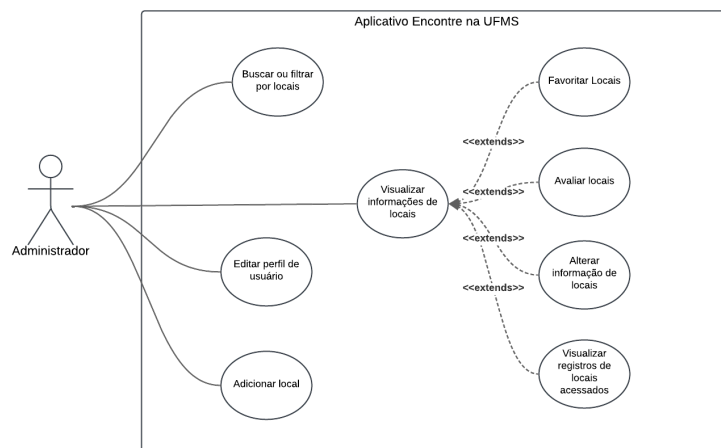 Aplicativo Encontre na UFMS
Buscar ou filtrar
por locais
Favoritar Locais
<<extends>>
Avaliar locais
<<extends>>
Visualizar
informações de
locais
Administrador
<<extends>>
Editar perfil de
usuário
Alterar
informação de
locais
<<extends>>
Adicionar local
Visualizar
registros de
locais
acessados